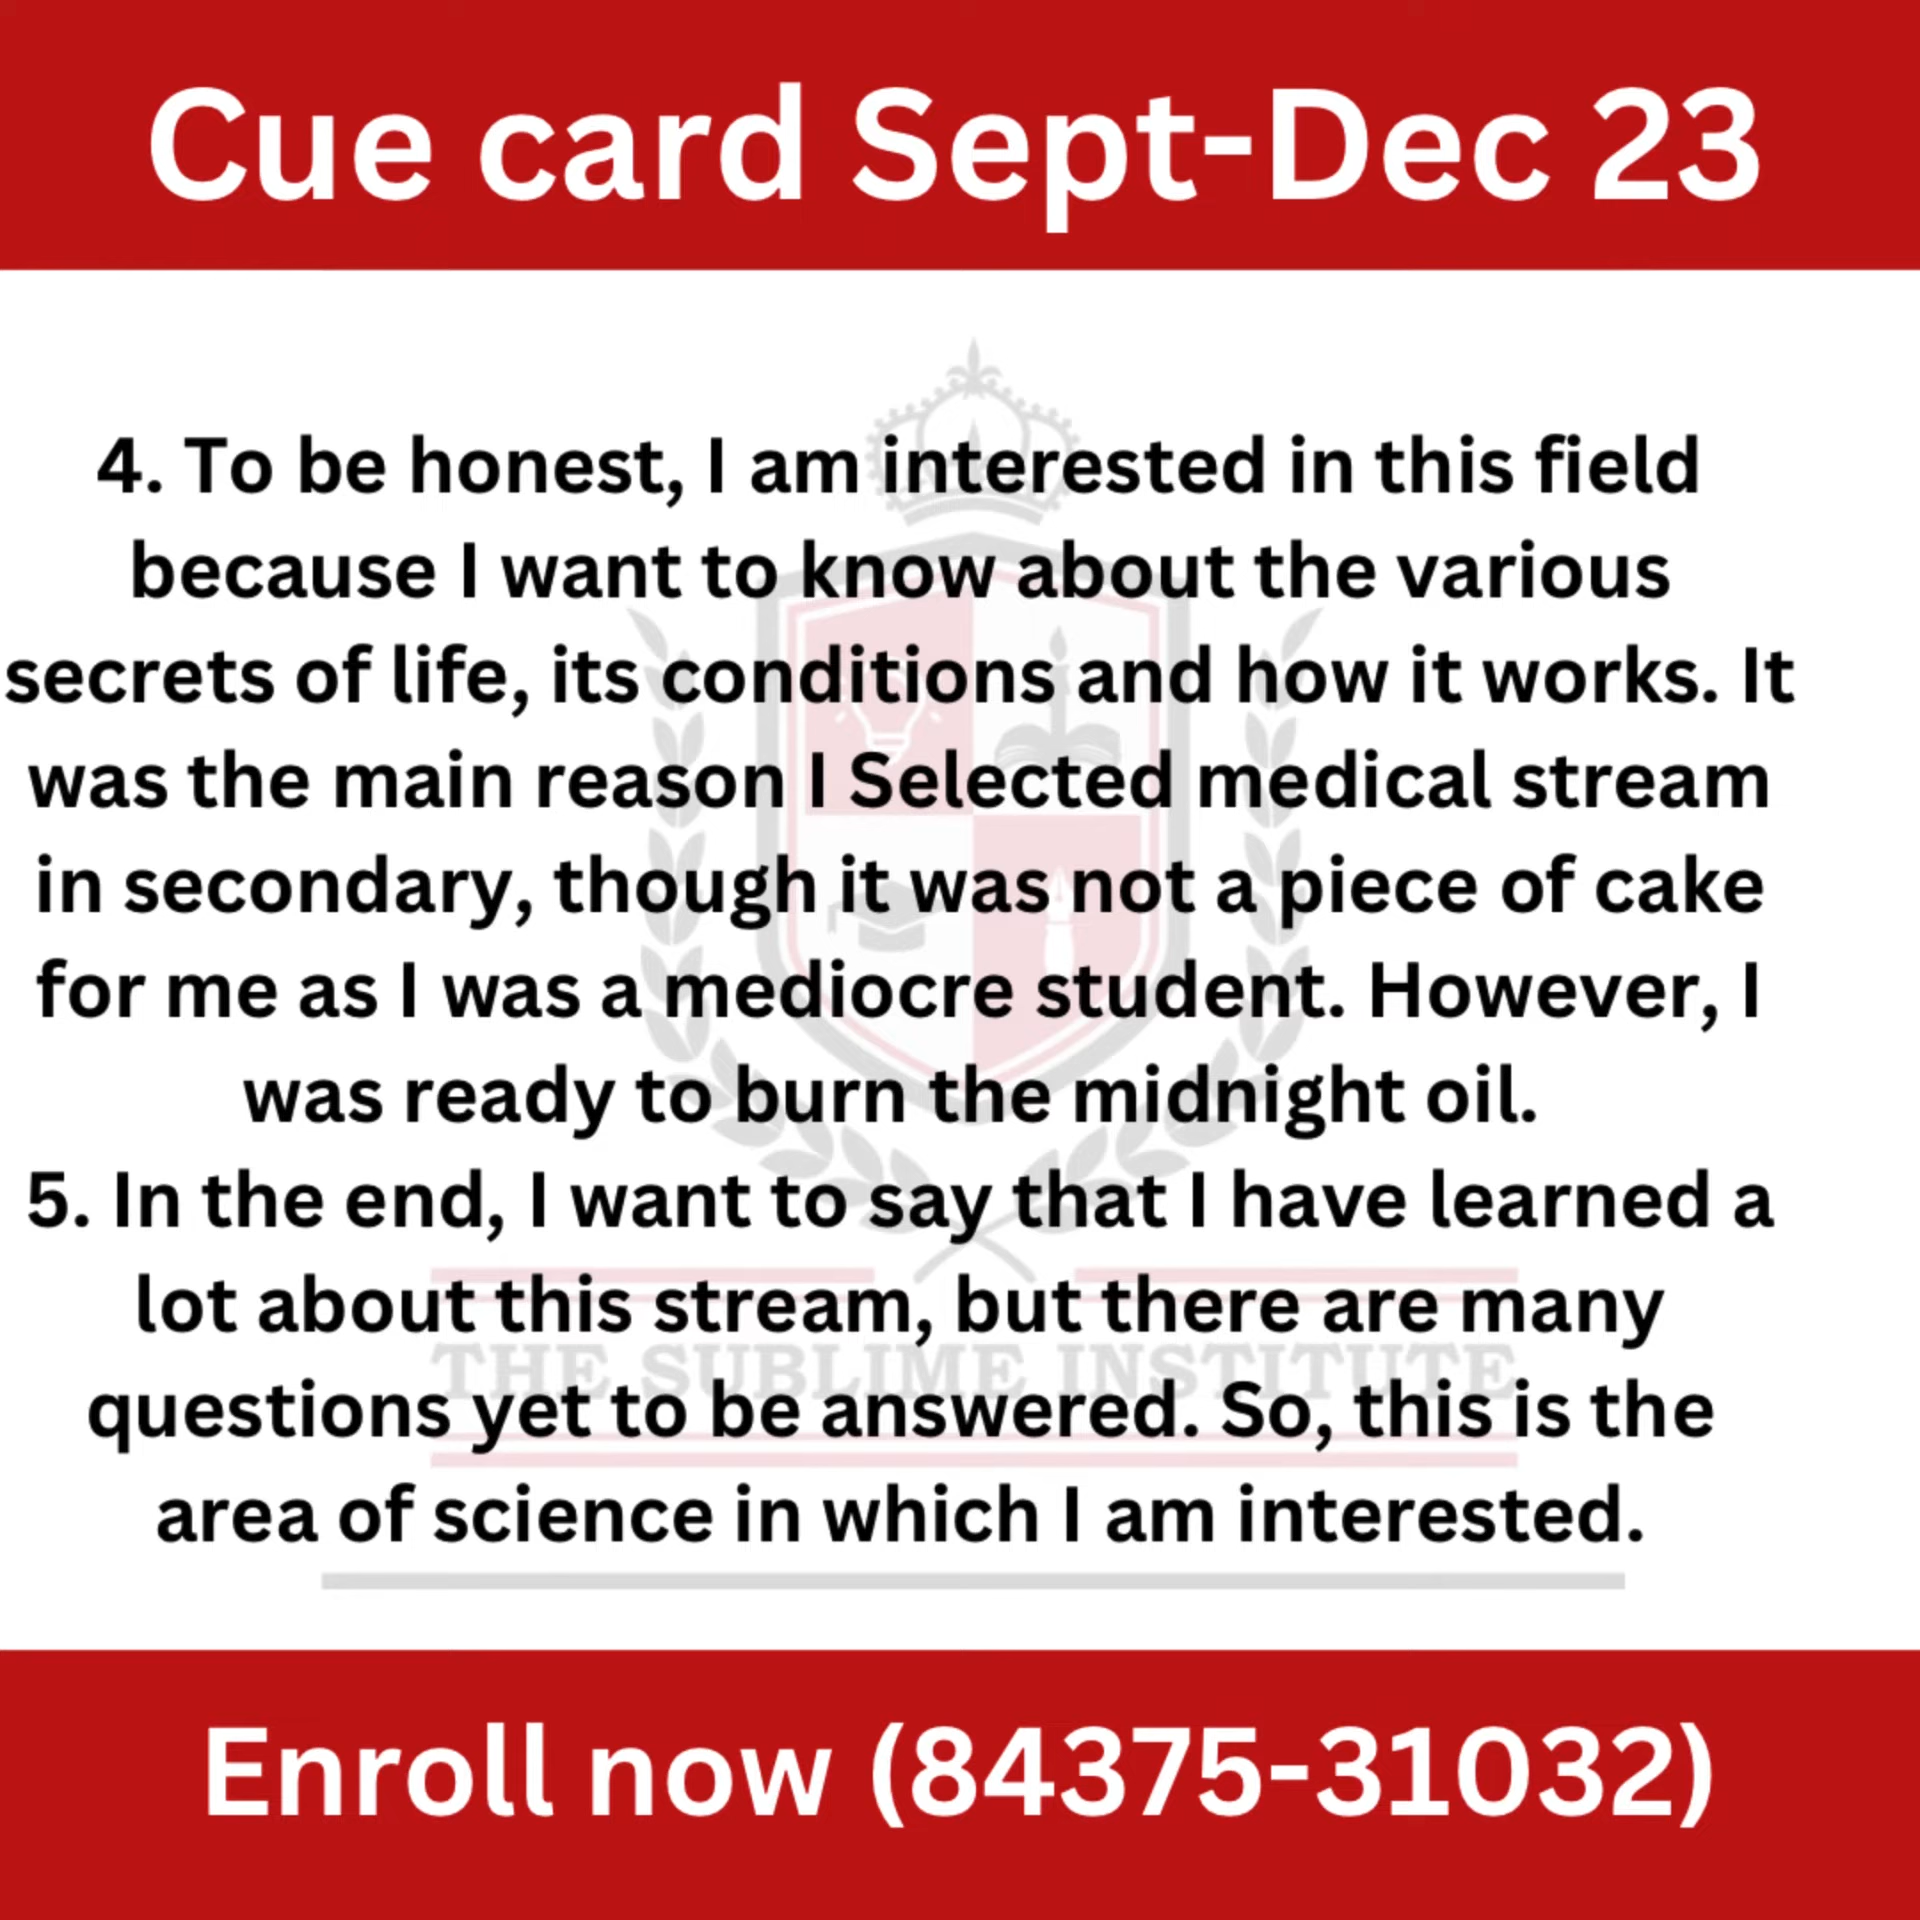 Cue card Sept-Dec 23
4. To be honest, I am interested in this field
because I want to know about the various
secrets of life, its conditions and how it works. It
was the main reason I Selected medical stream
in secondary, though it was not a piece of cake
for me as I was a mediocre student. However, I
was ready to burn the midnight oil.
5. In the end, I want to say that I have learned a
lot about this stream, but there are many
THE SUBLIME INSTITUTE
questions yet to be answered. So, this is the
area of science in which I am interested.
Enroll now (84375-31032)